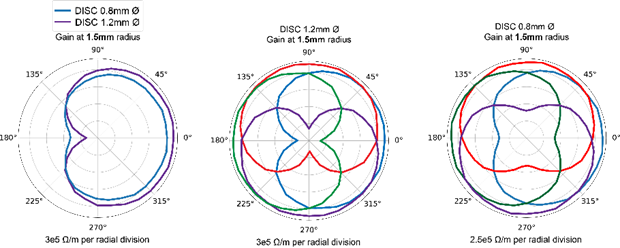 DISC 0.8mm Ø
DISC 1.2mm Ø
Gain at 1.5mm radius
90°
135°
45°
180°
0°
225°
315°
270°
3e5 Ω/m per radial division
DISC 1.2mm Ø
Gain at 1.5mm radius
90°
135°
45°
180°
0°
225°
315°
270°
3e5 Ω/m per radial division
DISC 0.8mm Ø
Gain at 1.5mm radius
90°
135°
45°
180°
0°
225°
315°
270°
2.5e5 Ω/m per radial division